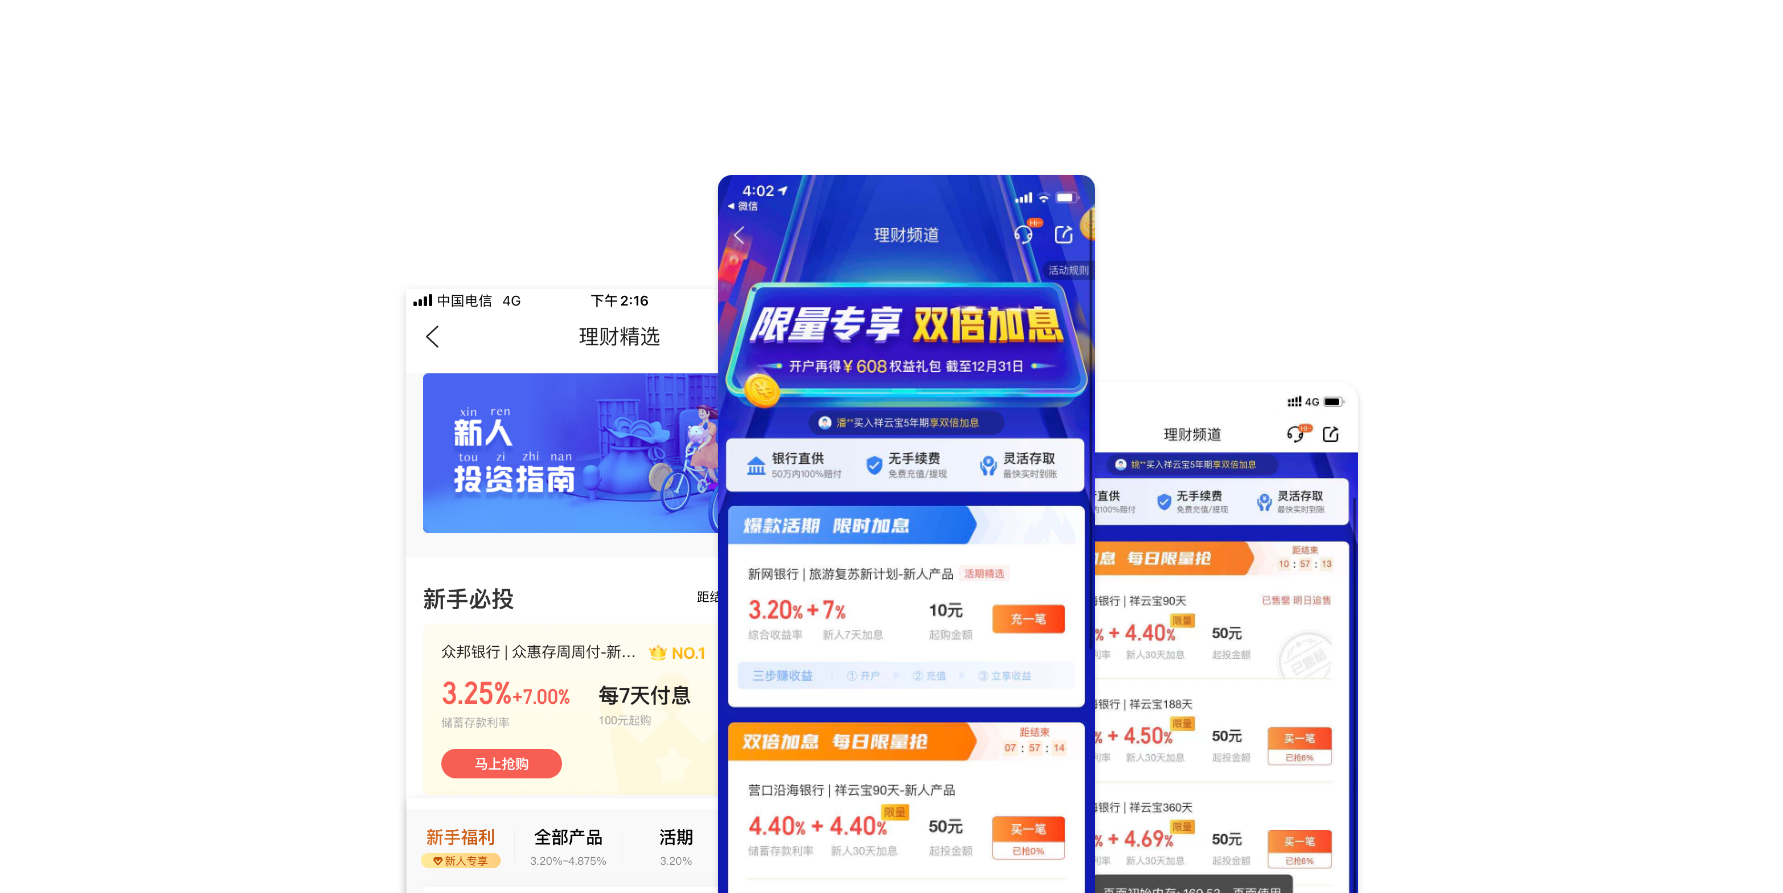 中国电信 4G 下午2:16
理财精选
xin ren
新人
tou zi zhi nan
投资指南
新手必投
众邦银行 | 众惠存周周付-新... NO.1
3.25%+7.00% 每7天付息
储蓄存款利率 100元起购
马上抢购
新手福利 全部产品 活期
新人专享 3.20%~4.875% 3.20%
4:02
微信
Hi~
理财频道
活动规则
限量专享 双倍加息
开户再得¥608权益礼包 截至12月31日
潘**买入祥云宝5年期享双倍加息
银行直供 无手续费 灵活存取
50万内100%赔付 免费充值/提现 最快实时到账
爆款活期 限时加息
新网银行 | 旅游复苏新计划-新人产品 活期精选
3.20% + 7% 10元 充一笔
综合收益率 新人7天加息 起购金额
三步赚收益 ① 开户 ② 充值 ③ 立享收益
双倍加息 每日限量抢 距结束
07 : 57 : 14
营口沿海银行 | 祥云宝90天-新人产品
限量
4.40% + 4.40% 50元 买一笔
储蓄存款利率 新人30天加息 起投金额 已抢0%
4G
Hi~
理财频道
姚**买入祥云宝5年期享双倍加息
直供 无手续费 灵活存取
内100%赔付 免费充值/提现 最快实时到账
息 每日限量抢 距结束
10 : 57 : 13
银行 | 祥云宝90天 已售罄 明日追售
限量
% + 4.40% 50元
利率 新人30天加息 起投金额
已售罄
银行 | 祥云宝188天
限量
% + 4.50% 50元 买一笔
利率 新人30天加息 起投金额 已抢6%
银行 | 祥云宝360天
限量
% + 4.69% 50元 买一笔
利率 新人30天加息 起投金额 已抢6%